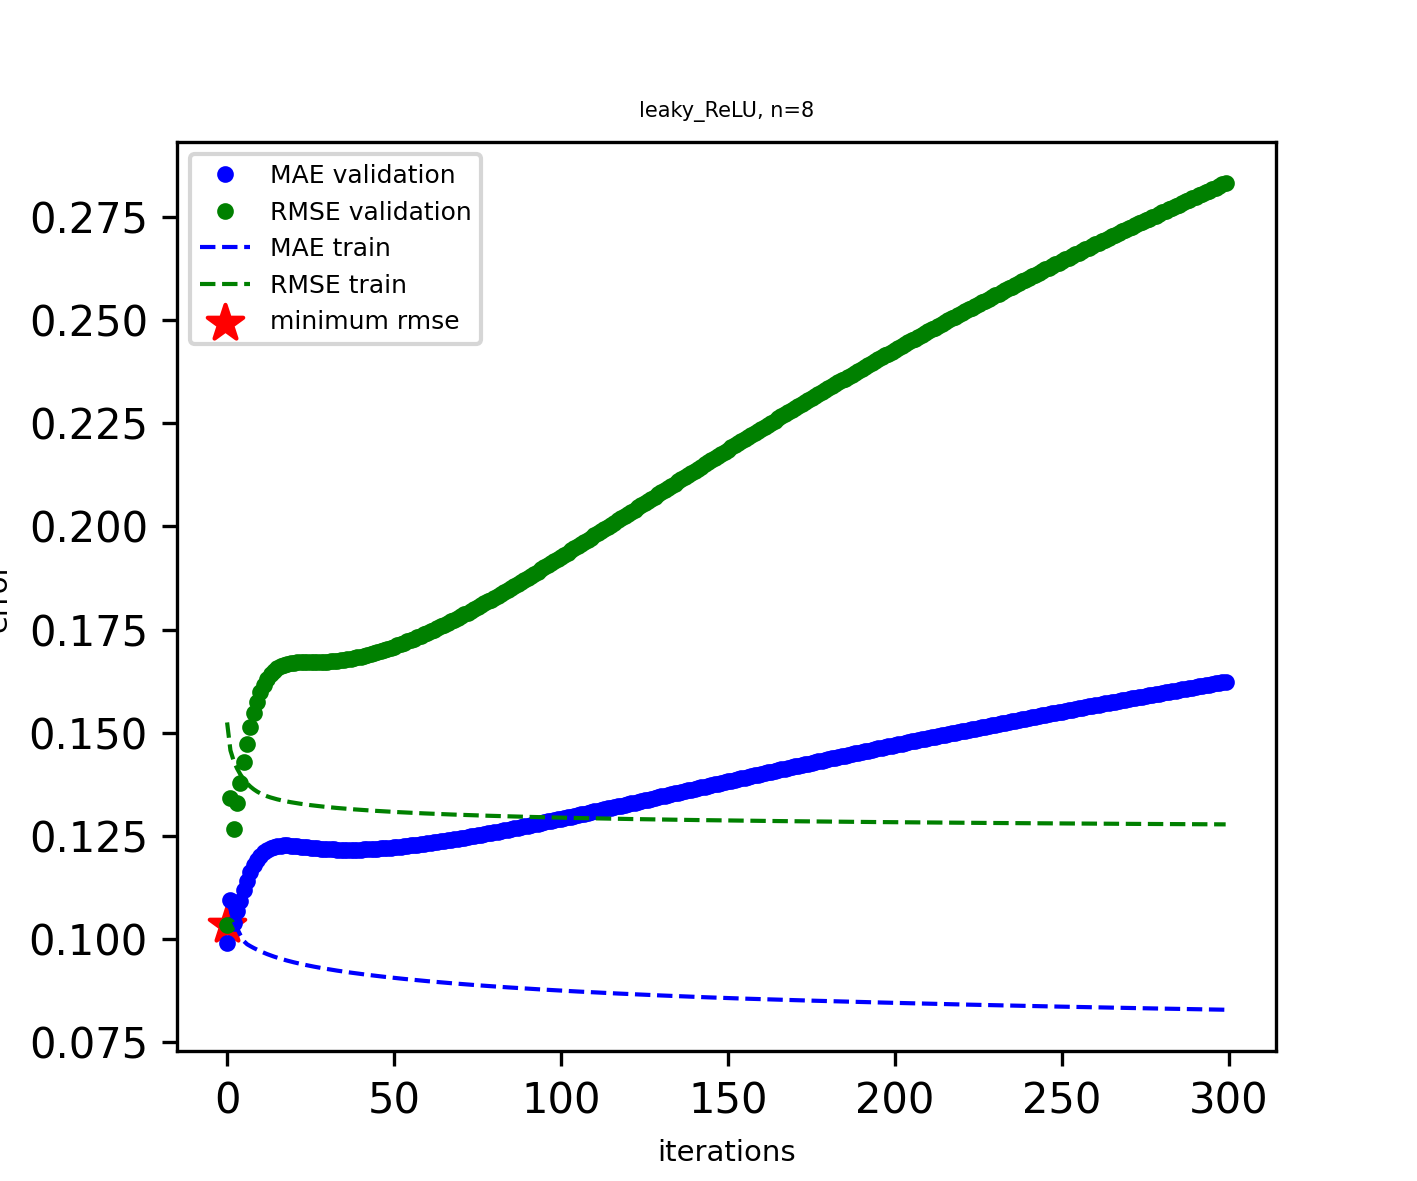 leaky_ReLU, n=8
MAE validation
RMSE validation
MAE train
RMSE train
minimum rmse
0.275
0.250
0.225
0.200
0.175
0.150
0.125
0.100
0.075
0 50 100 150 200 250 300
iterations